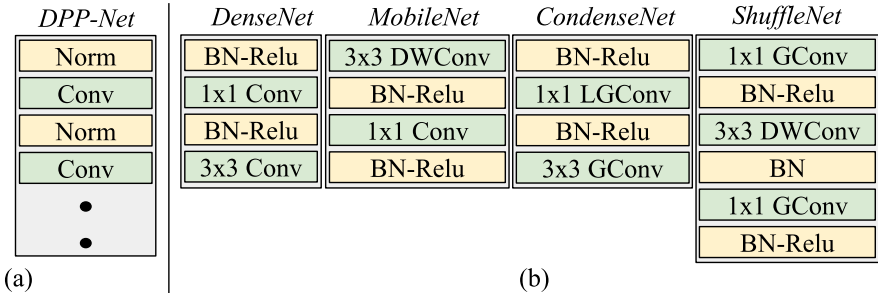 DPP-Net
Norm
Conv
Norm
Conv
(a)
DenseNet
BN-Relu
1x1 Conv
BN-Relu
3x3 Conv
MobileNet
3x3 DWConv
BN-Relu
1x1 Conv
BN-Relu
CondenseNet
BN-Relu
1x1 LGConv
BN-Relu
3x3 GConv
ShuffleNet
1x1 GConv
BN-Relu
3x3 DWConv
BN
1x1 GConv
BN-Relu
(b)